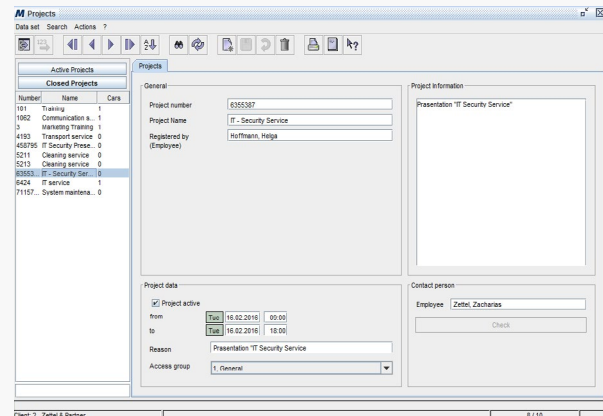 M Projects
Data set Search Actions ?
Active Projects
Closed Projects
Number Name Cars
101 Training 1
1062 Communication s... 1
3 Marketing Training 1
4193 Transport service 0
458795 IT Security Prese... 0
5211 Cleaning service 0
5213 Cleaning service 0
63553... IT - Security Ser... 0
6424 IT service 1
71157... System maintena... 0
Projects
General
Project number 6355387
Project Name IT - Security Service
Registered by Hoffmann, Helga
(Employee)
Project Information
Prasentation "IT Security Service"
Project data
Project active
from Tue 16.02.2016 09:00
to Tue 16.02.2016 18:00
Reason Prasentation "IT Security Service
Access group 1, General
Contact person
Employee Zettel, Zacharias
Check
Client: 2 Zettel & Partner
8 / 10